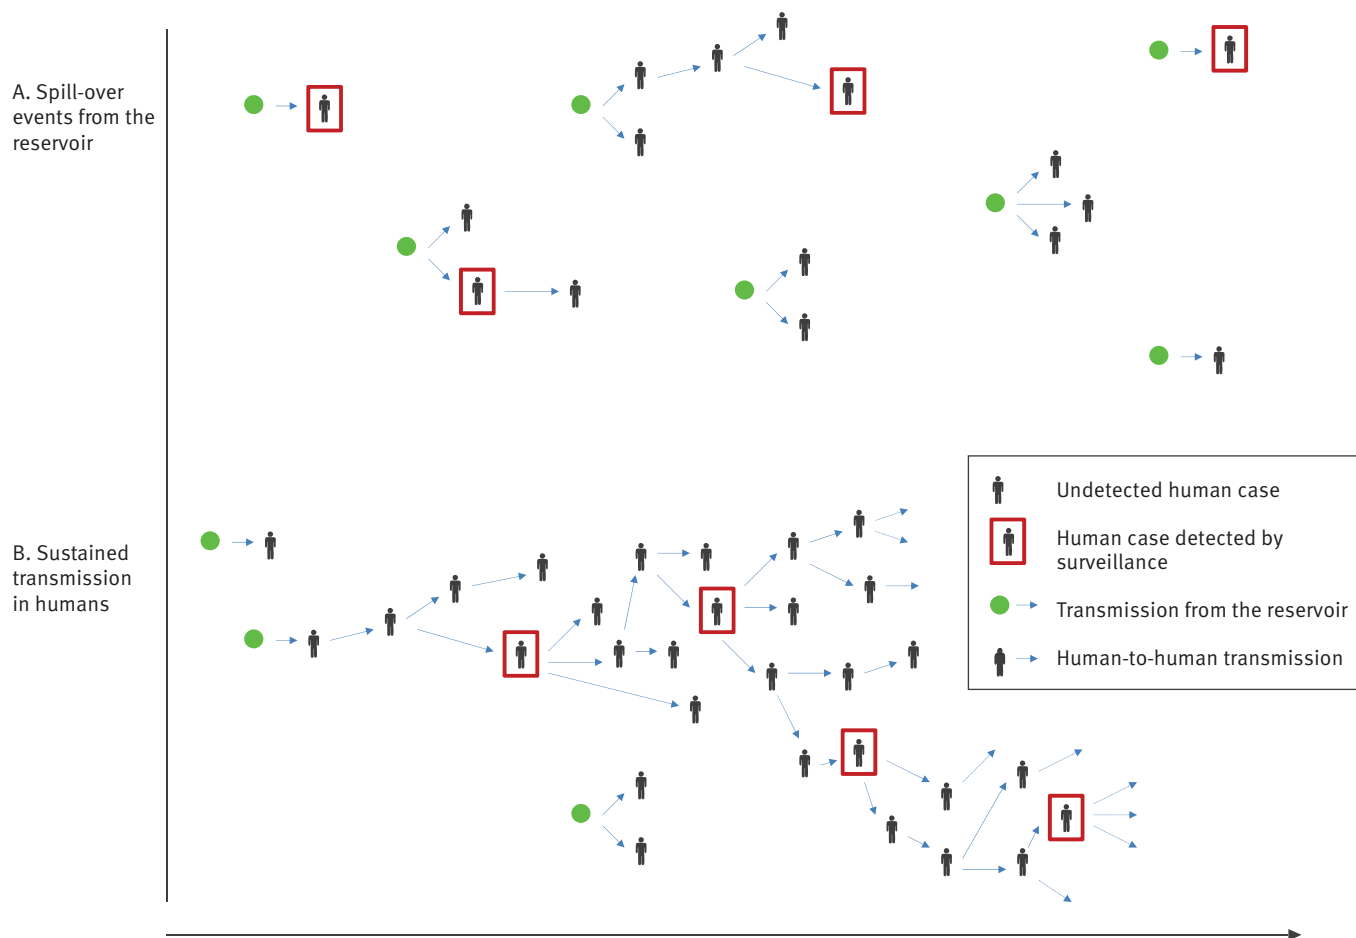 A. Spill-over
events from the
reservoir
B. Sustained
transmission
in humans
Undetected human case
Human case detected by
surveillance
Transmission from the reservoir
Human-to-human transmission